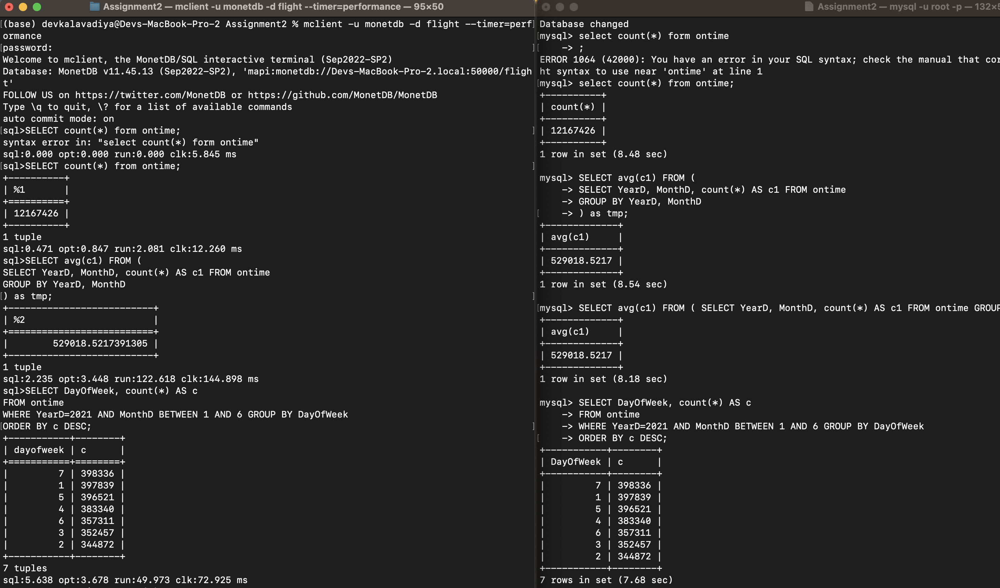 Assignment2 — mclient -u monetdb -d flight --timer=performance — 95×50
(base) devkalavadiya@Devs-MacBook-Pro-2 Assignment2 % mclient -u monetdb -d flight --timer=perf
ormance
password:
Welcome to mclient, the MonetDB/SQL interactive terminal (Sep2022-SP2)
Database: MonetDB v11.45.13 (Sep2022-SP2), 'mapi:monetdb://Devs-MacBook-Pro-2.local:50000/fligh
t'
FOLLOW US on https://twitter.com/MonetDB or https://github.com/MonetDB/MonetDB
Type \q to quit, \? for a list of available commands
auto commit mode: on
sql>SELECT count(*) form ontime;
syntax error in: "select count(*) form ontime"
sql:0.000 opt:0.000 run:0.000 clk:5.845 ms
sql>SELECT count(*) from ontime;
+----------+
| %1       |
+==========+
| 12167426 |
+----------+
1 tuple
sql:0.471 opt:0.847 run:2.081 clk:12.260 ms
sql>SELECT avg(c1) FROM (
SELECT YearD, MonthD, count(*) AS c1 FROM ontime
GROUP BY YearD, MonthD
) as tmp;
+--------------------------+
| %2                       |
+==========================+
|        529018.5217391305 |
+--------------------------+
1 tuple
sql:2.235 opt:3.448 run:122.618 clk:144.898 ms
sql>SELECT DayOfWeek, count(*) AS c
FROM ontime
WHERE YearD=2021 AND MonthD BETWEEN 1 AND 6 GROUP BY DayOfWeek
ORDER BY c DESC;
+-----------+--------+
| dayofweek | c      |
+===========+========+
|         7 | 398336 |
|         1 | 397839 |
|         5 | 396521 |
|         4 | 383340 |
|         6 | 357311 |
|         3 | 352457 |
|         2 | 344872 |
+-----------+--------+
7 tuples
sql:5.638 opt:3.678 run:49.973 clk:72.925 ms
Assignment2 — mysql -u root -p — 132×5
Database changed
mysql> select count(*) form ontime
    -> ;
ERROR 1064 (42000): You have an error in your SQL syntax; check the manual that cor
ht syntax to use near 'ontime' at line 1
mysql> select count(*) from ontime;
+----------+
| count(*) |
+----------+
| 12167426 |
+----------+
1 row in set (8.48 sec)
mysql> SELECT avg(c1) FROM (
    -> SELECT YearD, MonthD, count(*) AS c1 FROM ontime
    -> GROUP BY YearD, MonthD
    -> ) as tmp;
+-------------+
| avg(c1)     |
+-------------+
| 529018.5217 |
+-------------+
1 row in set (8.54 sec)
mysql> SELECT avg(c1) FROM ( SELECT YearD, MonthD, count(*) AS c1 FROM ontime GROUP
+-------------+
| avg(c1)     |
+-------------+
| 529018.5217 |
+-------------+
1 row in set (8.18 sec)
mysql> SELECT DayOfWeek, count(*) AS c
    -> FROM ontime
    -> WHERE YearD=2021 AND MonthD BETWEEN 1 AND 6 GROUP BY DayOfWeek
    -> ORDER BY c DESC;
+-----------+--------+
| DayOfWeek | c      |
+-----------+--------+
|         7 | 398336 |
|         1 | 397839 |
|         5 | 396521 |
|         4 | 383340 |
|         6 | 357311 |
|         3 | 352457 |
|         2 | 344872 |
+-----------+--------+
7 rows in set (7.68 sec)